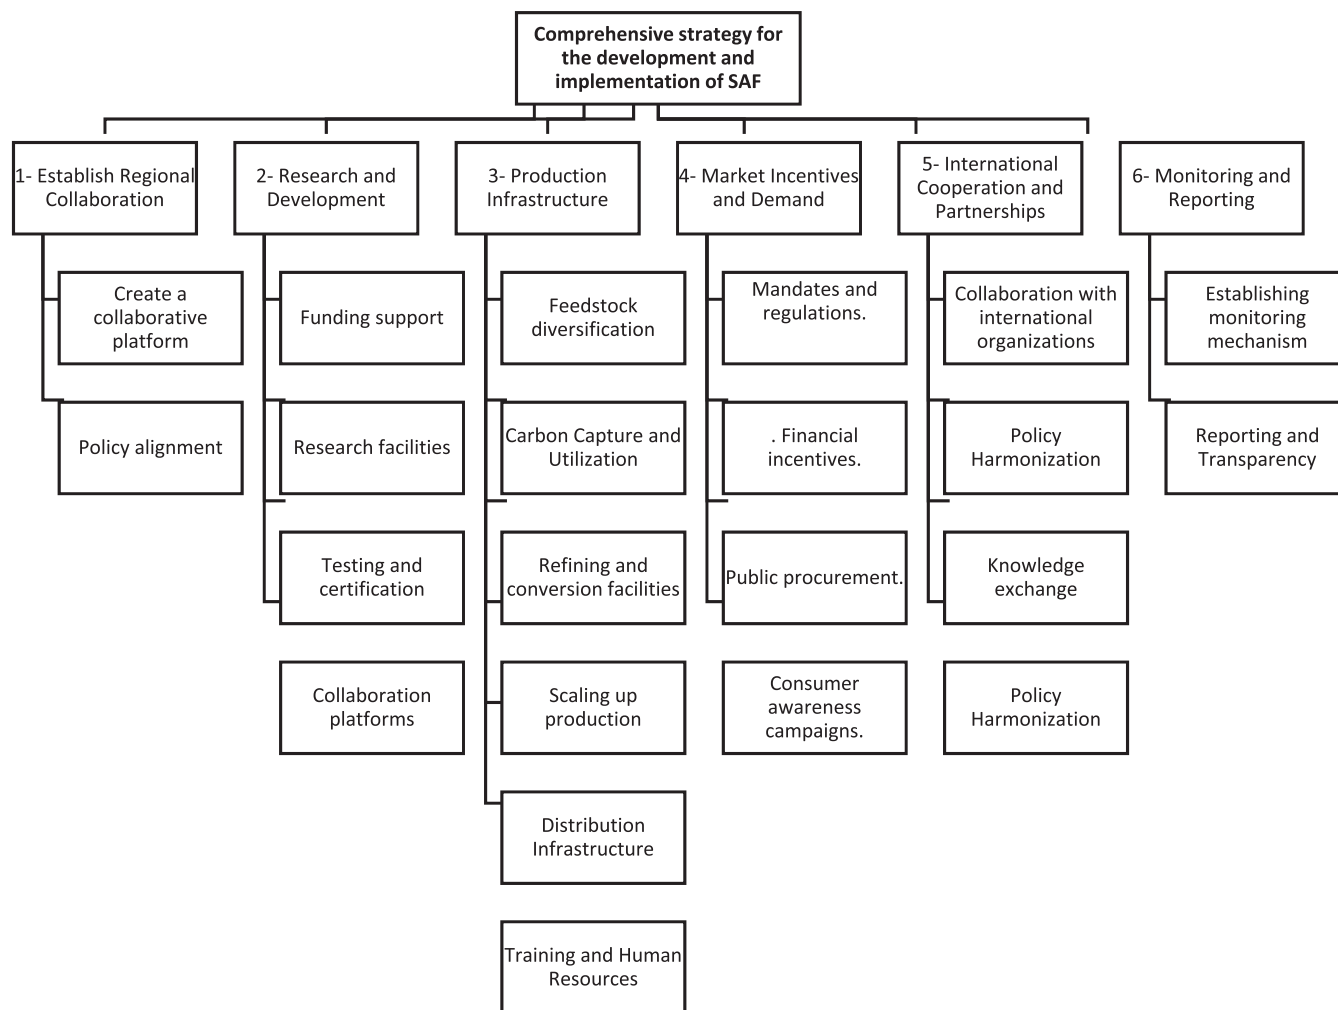 Comprehensive strategy for
the development and
implementation of SAF
1- Establish Regional
Collaboration
Create a
collaborative
platform
Policy alignment
2- Research and
Development
Funding support
Research facilities
Testing and
certification
Collaboration
platforms
3- Production
Infrastructure
Feedstock
diversification
Carbon Capture and
Utilization
Refining and
conversion facilities
Scaling up
production
Distribution
Infrastructure
Training and Human
Resources
4- Market Incentives
and Demand
Mandates and
regulations.
. Financial
incentives.
Public procurement.
Consumer
awareness
campaigns.
5- International
Cooperation and
Partnerships
Collaboration with
international
organizations
Policy
Harmonization
Knowledge
exchange
Policy
Harmonization
6- Monitoring and
Reporting
Establishing
monitoring
mechanism
Reporting and
Transparency